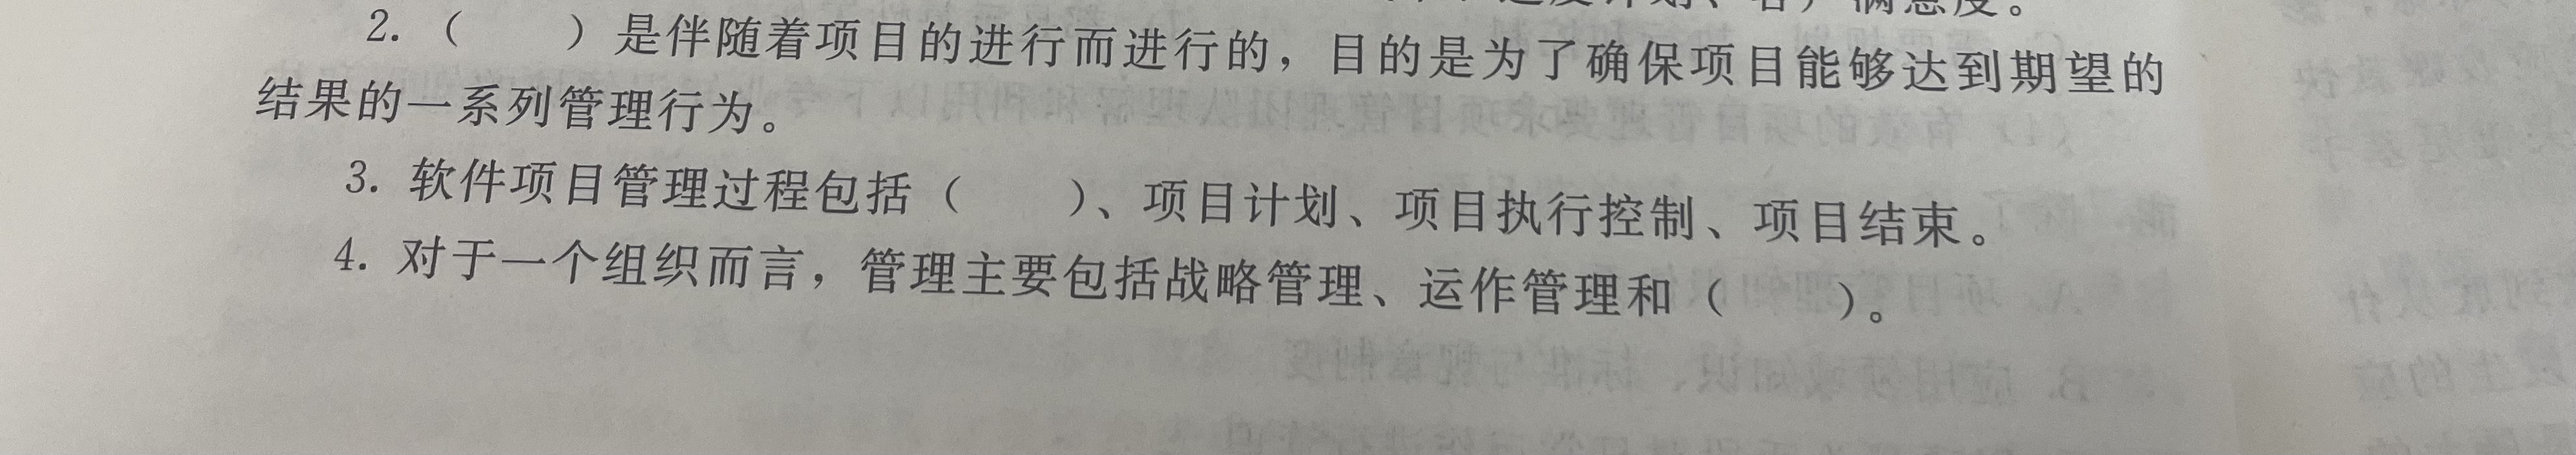 满意度。
2.（　　）是伴随着项目的进行而进行的，目的是为了确保项目能够达到期望的
结果的一系列管理行为。
3. 软件项目管理过程包括（　　）、项目计划、项目执行控制、项目结束。
4. 对于一个组织而言，管理主要包括战略管理、运作管理和（　　）。